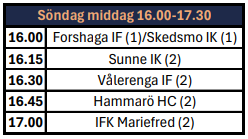 Söndag middag 16.00-17.30
16.00 Forshaga IF (1)/Skedsmo IK (1)
16.15 Sunne IK (2)
16.30 Vålerenga IF (2)
16.45 Hammarö HC (2)
17.00 IFK Mariefred (2)